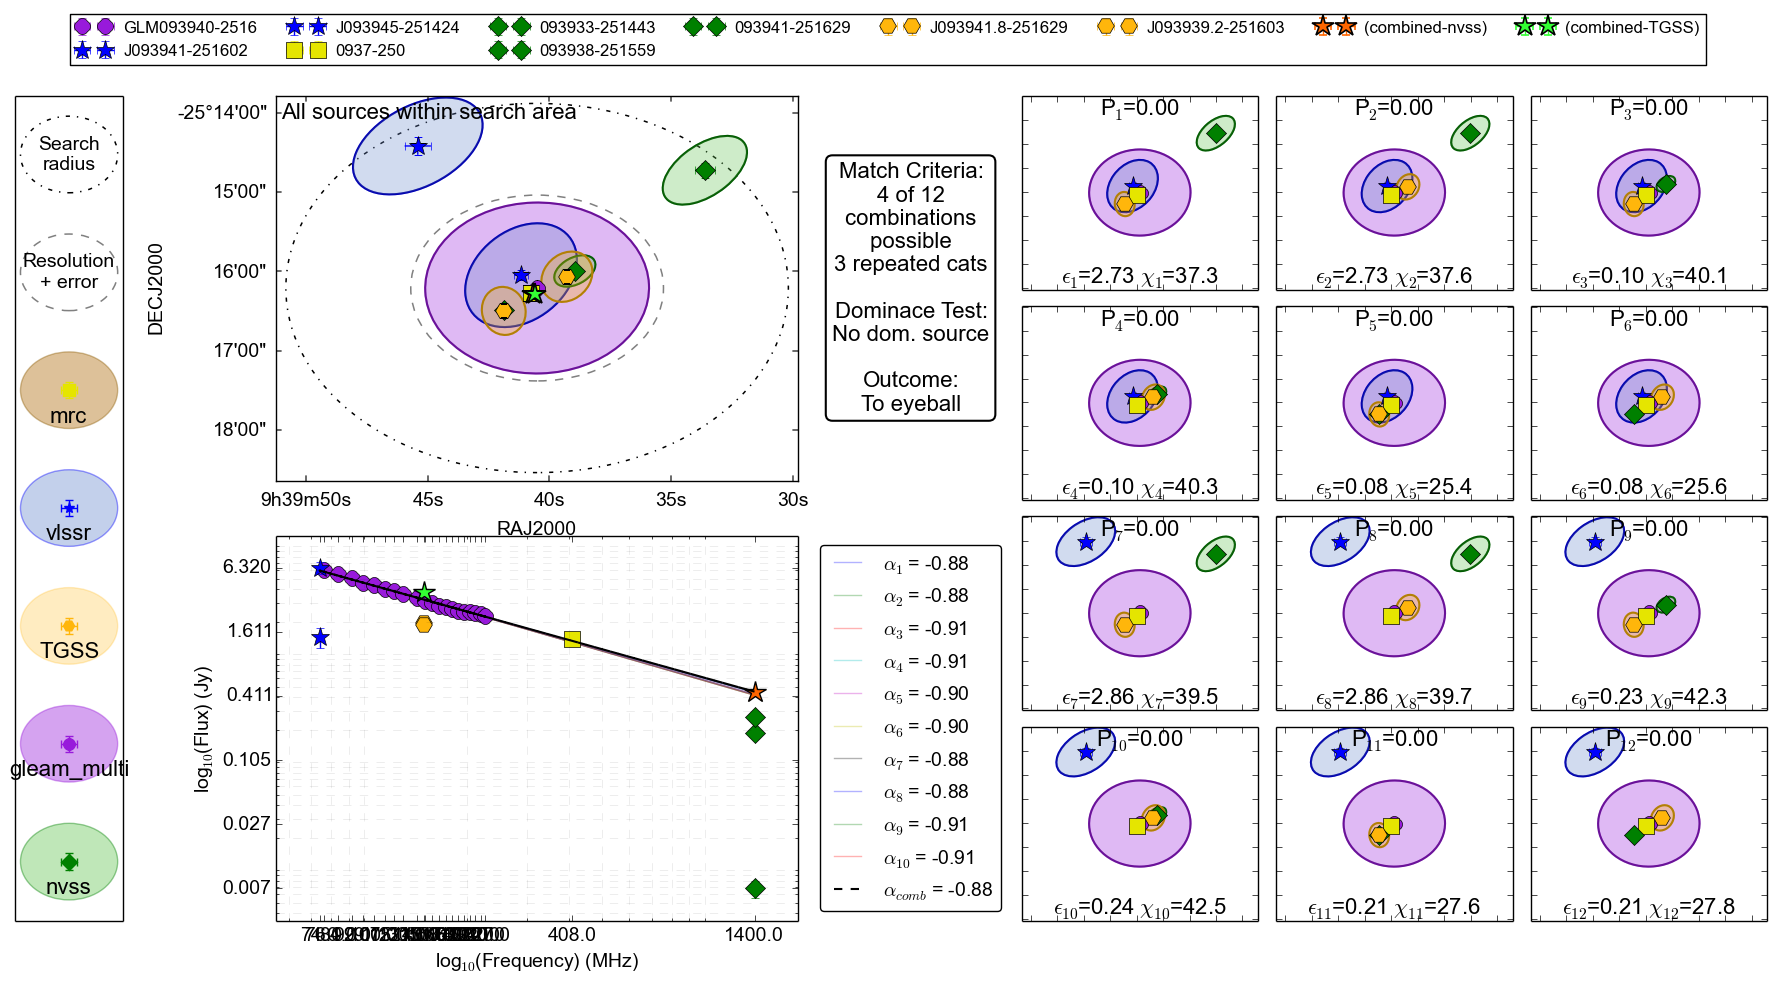 GLM093940-2516 J093945-251424 093933-251443 093941-251629 J093941.8-251629 J093939.2-251603 (combined-nvss) (combined-TGSS)
J093941-251602 0937-250 093938-251559
Search
radius
Resolution
+ error
mrc
vlssr
TGSS
gleam_multi
nvss
All sources within search area
DECJ2000
-25°14'00"
15'00"
16'00"
17'00"
18'00"
9h39m50s 45s 40s 35s 30s
RAJ2000
Match Criteria:
4 of 12
combinations
possible
3 repeated cats
Dominace Test:
No dom. source
Outcome:
To eyeball
log10(Flux) (Jy)
6.320
1.611
0.411
0.105
0.027
0.007
408.0 1400.0
log10(Frequency) (MHz)
α1 = -0.88
α2 = -0.88
α3 = -0.91
α4 = -0.91
α5 = -0.90
α6 = -0.90
α7 = -0.88
α8 = -0.88
α9 = -0.91
α10 = -0.91
αcomb = -0.88
P1=0.00 P2=0.00 P3=0.00
ϵ1=2.73 χ1=37.3 ϵ2=2.73 χ2=37.6 ϵ3=0.10 χ3=40.1
P4=0.00 P5=0.00 P6=0.00
ϵ4=0.10 χ4=40.3 ϵ5=0.08 χ5=25.4 ϵ6=0.08 χ6=25.6
P7=0.00 P8=0.00 P9=0.00
ϵ7=2.86 χ7=39.5 ϵ8=2.86 χ8=39.7 ϵ9=0.23 χ9=42.3
P10=0.00 P11=0.00 P12=0.00
ϵ10=0.24 χ10=42.5 ϵ11=0.21 χ11=27.6 ϵ12=0.21 χ12=27.8